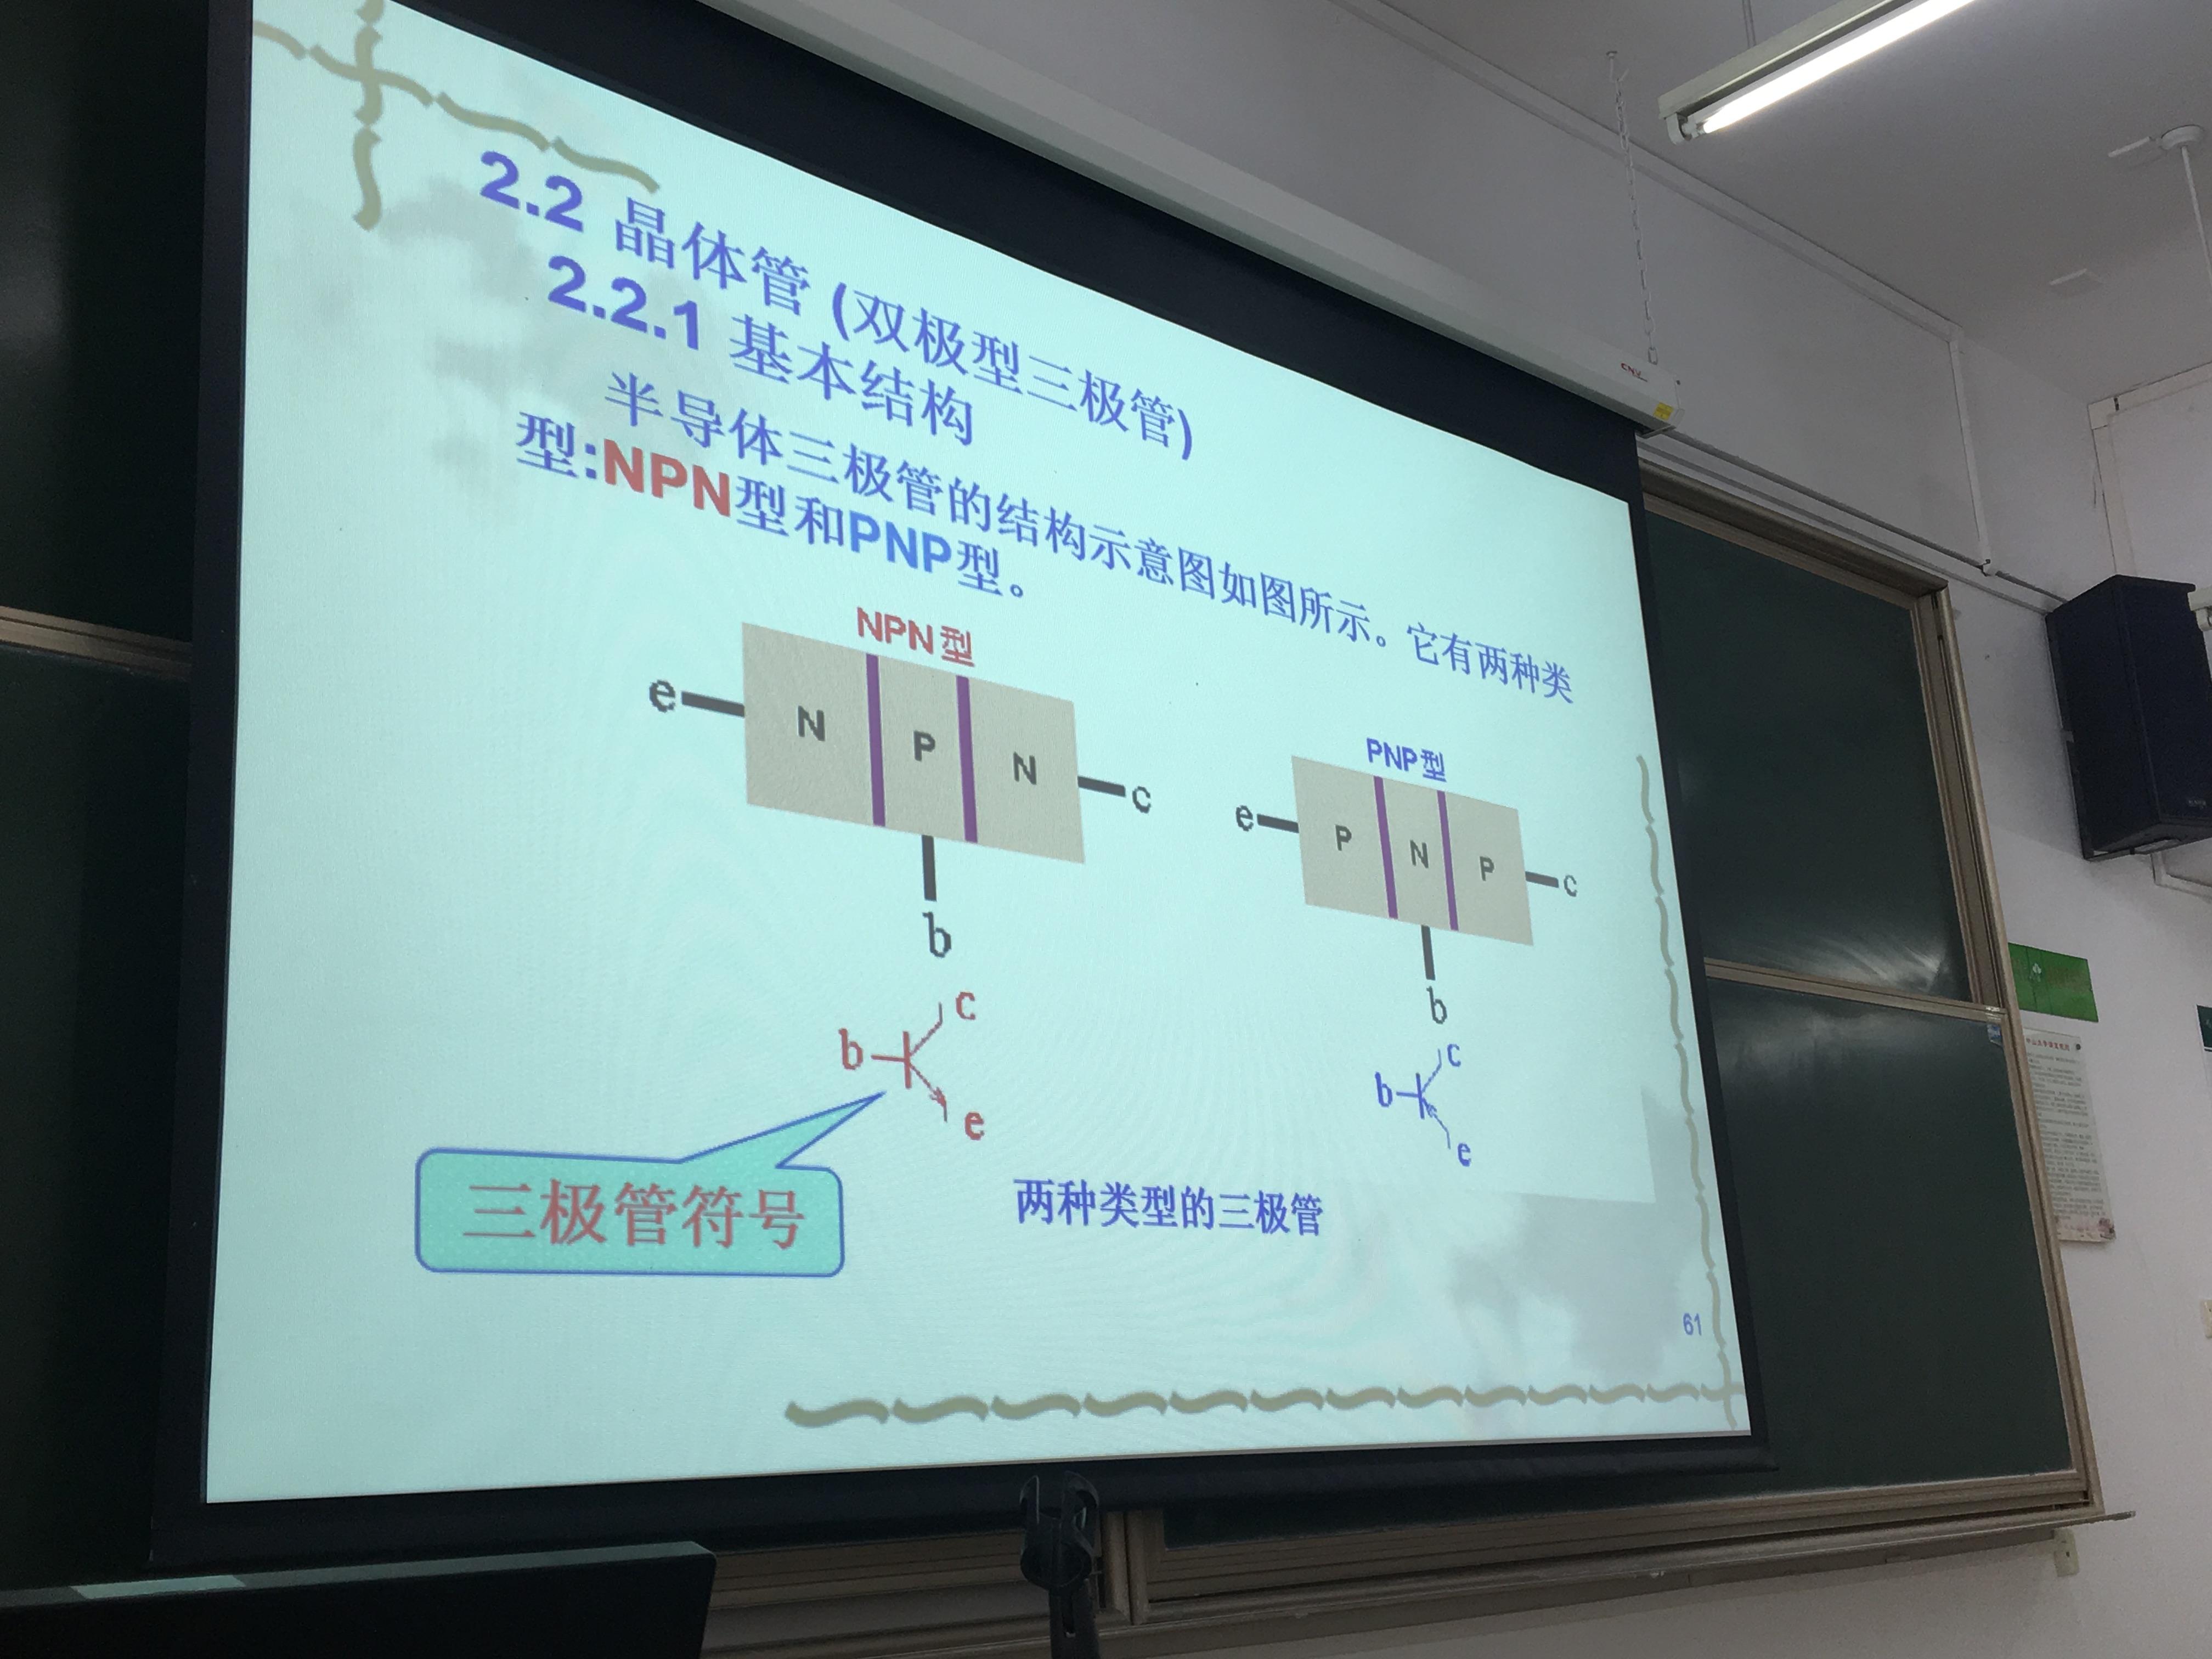 2.2 晶体管 (双极型三极管)
2.2.1 基本结构
半导体三极管的结构示意图如图所示。它有两种类
型:NPN型和PNP型。
NPN型
e
N
P
N
c
b
PNP型
e
P
N
P
c
b
c
b
e
c
b
e
三极管符号
两种类型的三极管
61